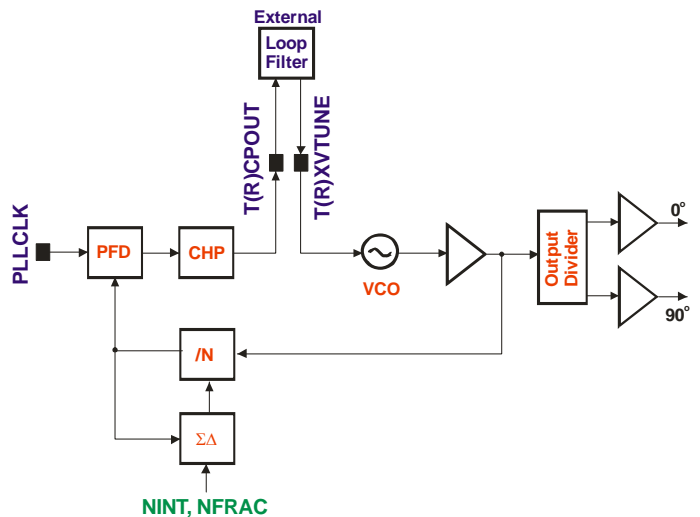 External
Loop
Filter
T(R)CPOUT
T(R)XVTUNE
PLLCLK
PFD
CHP
VCO
Output
Divider
0°
90°
/N
ΣΔ
NINT, NFRAC